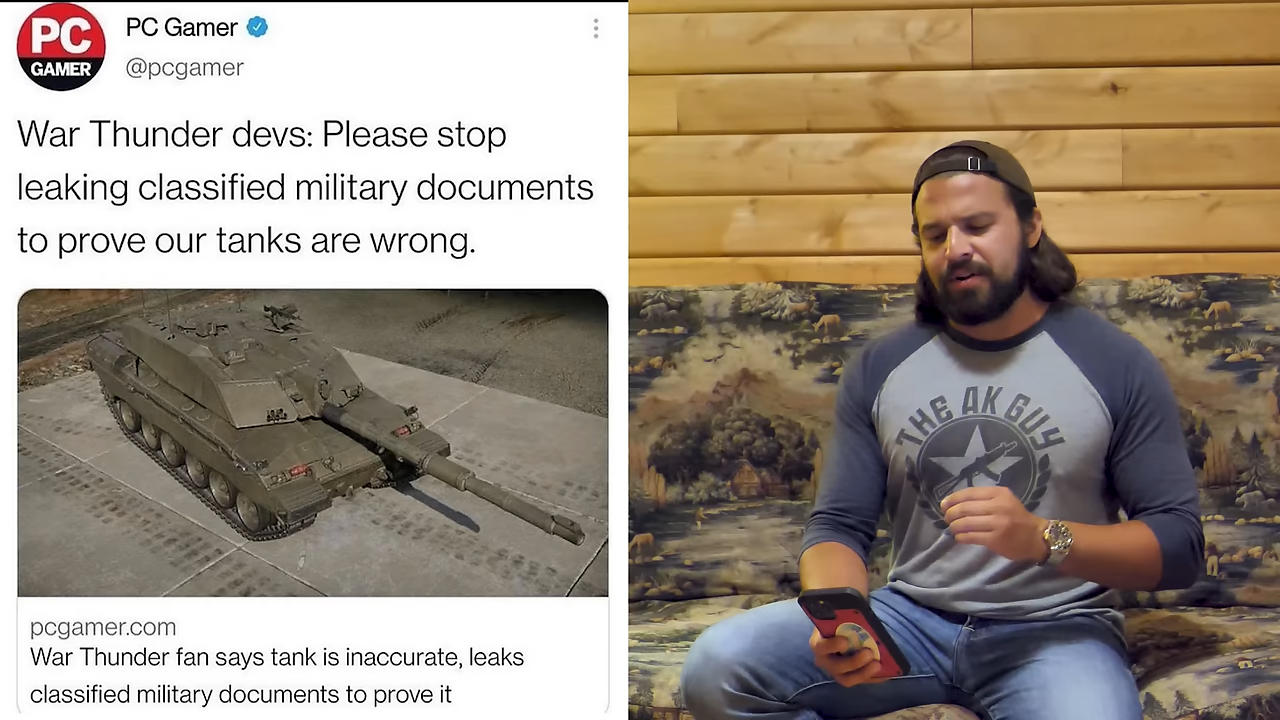 PC
GAMER
PC Gamer
@pcgamer
War Thunder devs: Please stop
leaking classified military documents
to prove our tanks are wrong.
pcgamer.com
War Thunder fan says tank is inaccurate, leaks
classified military documents to prove it
THE AK GUY